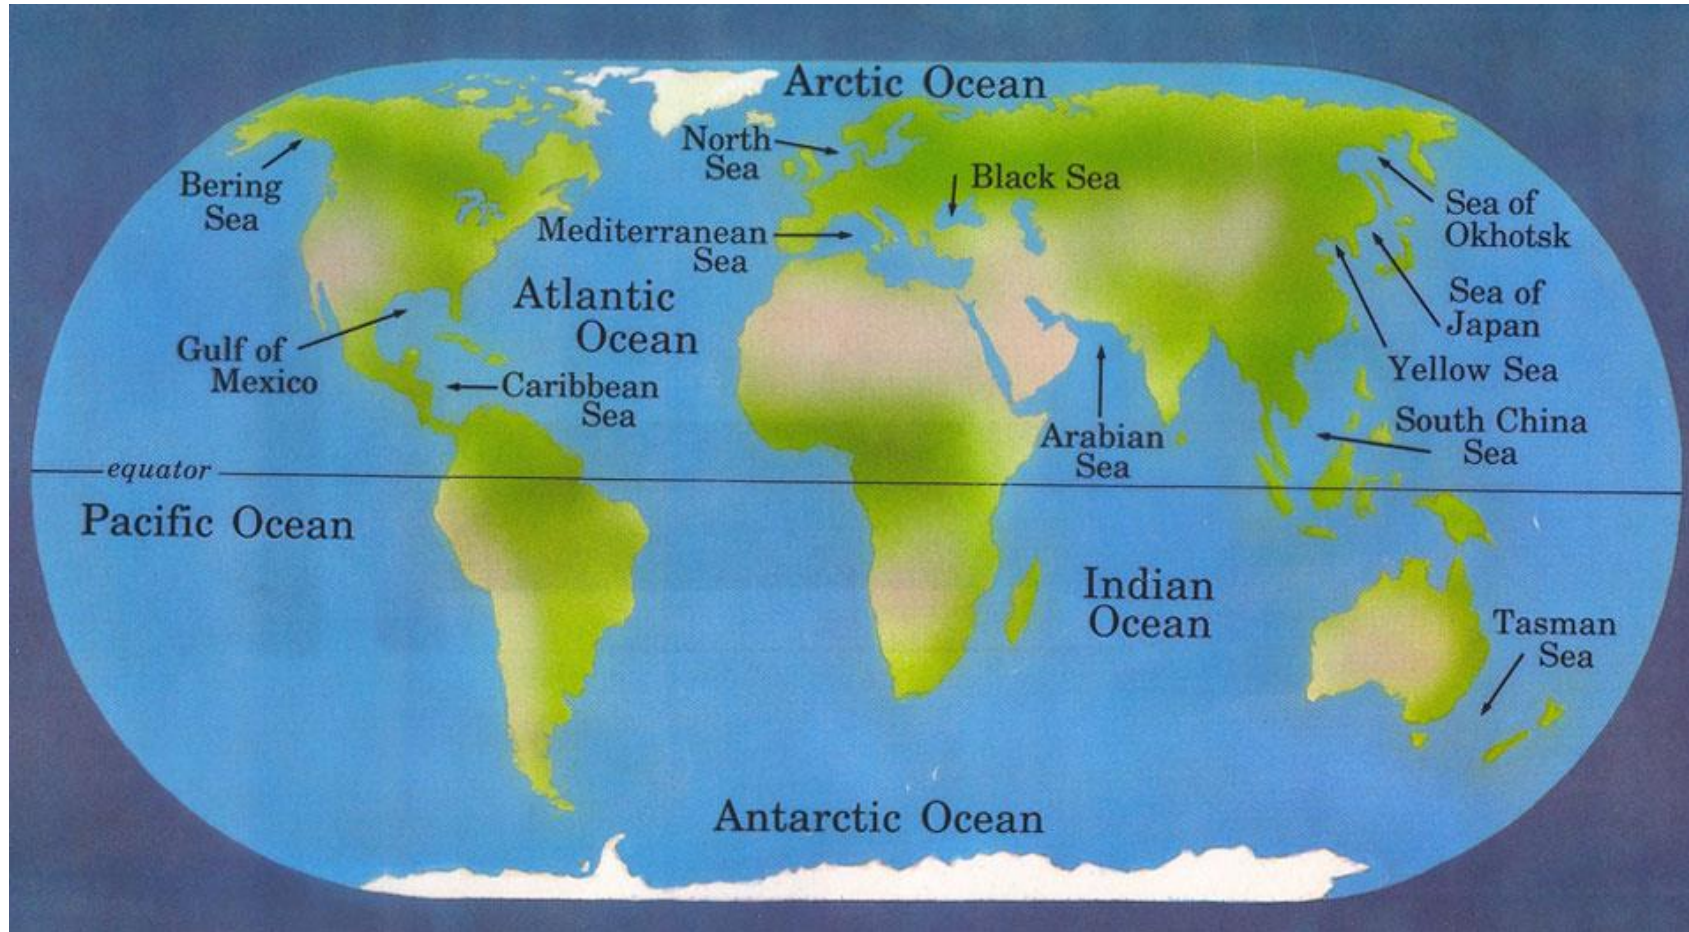 Arctic Ocean
North
Sea
Black Sea
Bering
Sea
Sea of
Okhotsk
Mediterranean
Sea
Atlantic
Ocean
Sea of
Japan
Gulf of
Mexico
Yellow Sea
Caribbean
Sea
South China
Sea
Arabian
Sea
equator
Pacific Ocean
Indian
Ocean
Tasman
Sea
Antarctic Ocean